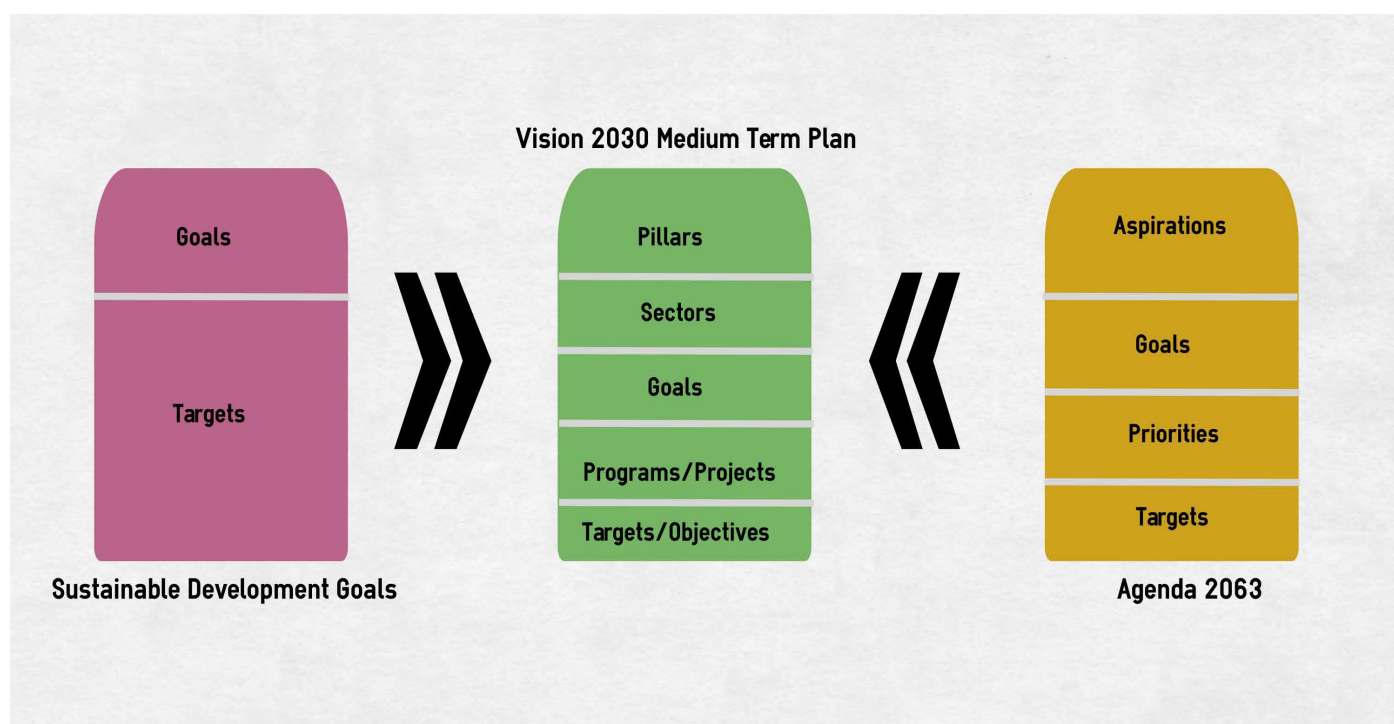 Vision 2030 Medium Term Plan
Goals
Targets
Sustainable Development Goals
Pillars
Sectors
Goals
Programs/Projects
Targets/Objectives
Aspirations
Goals
Priorities
Targets
Agenda 2063